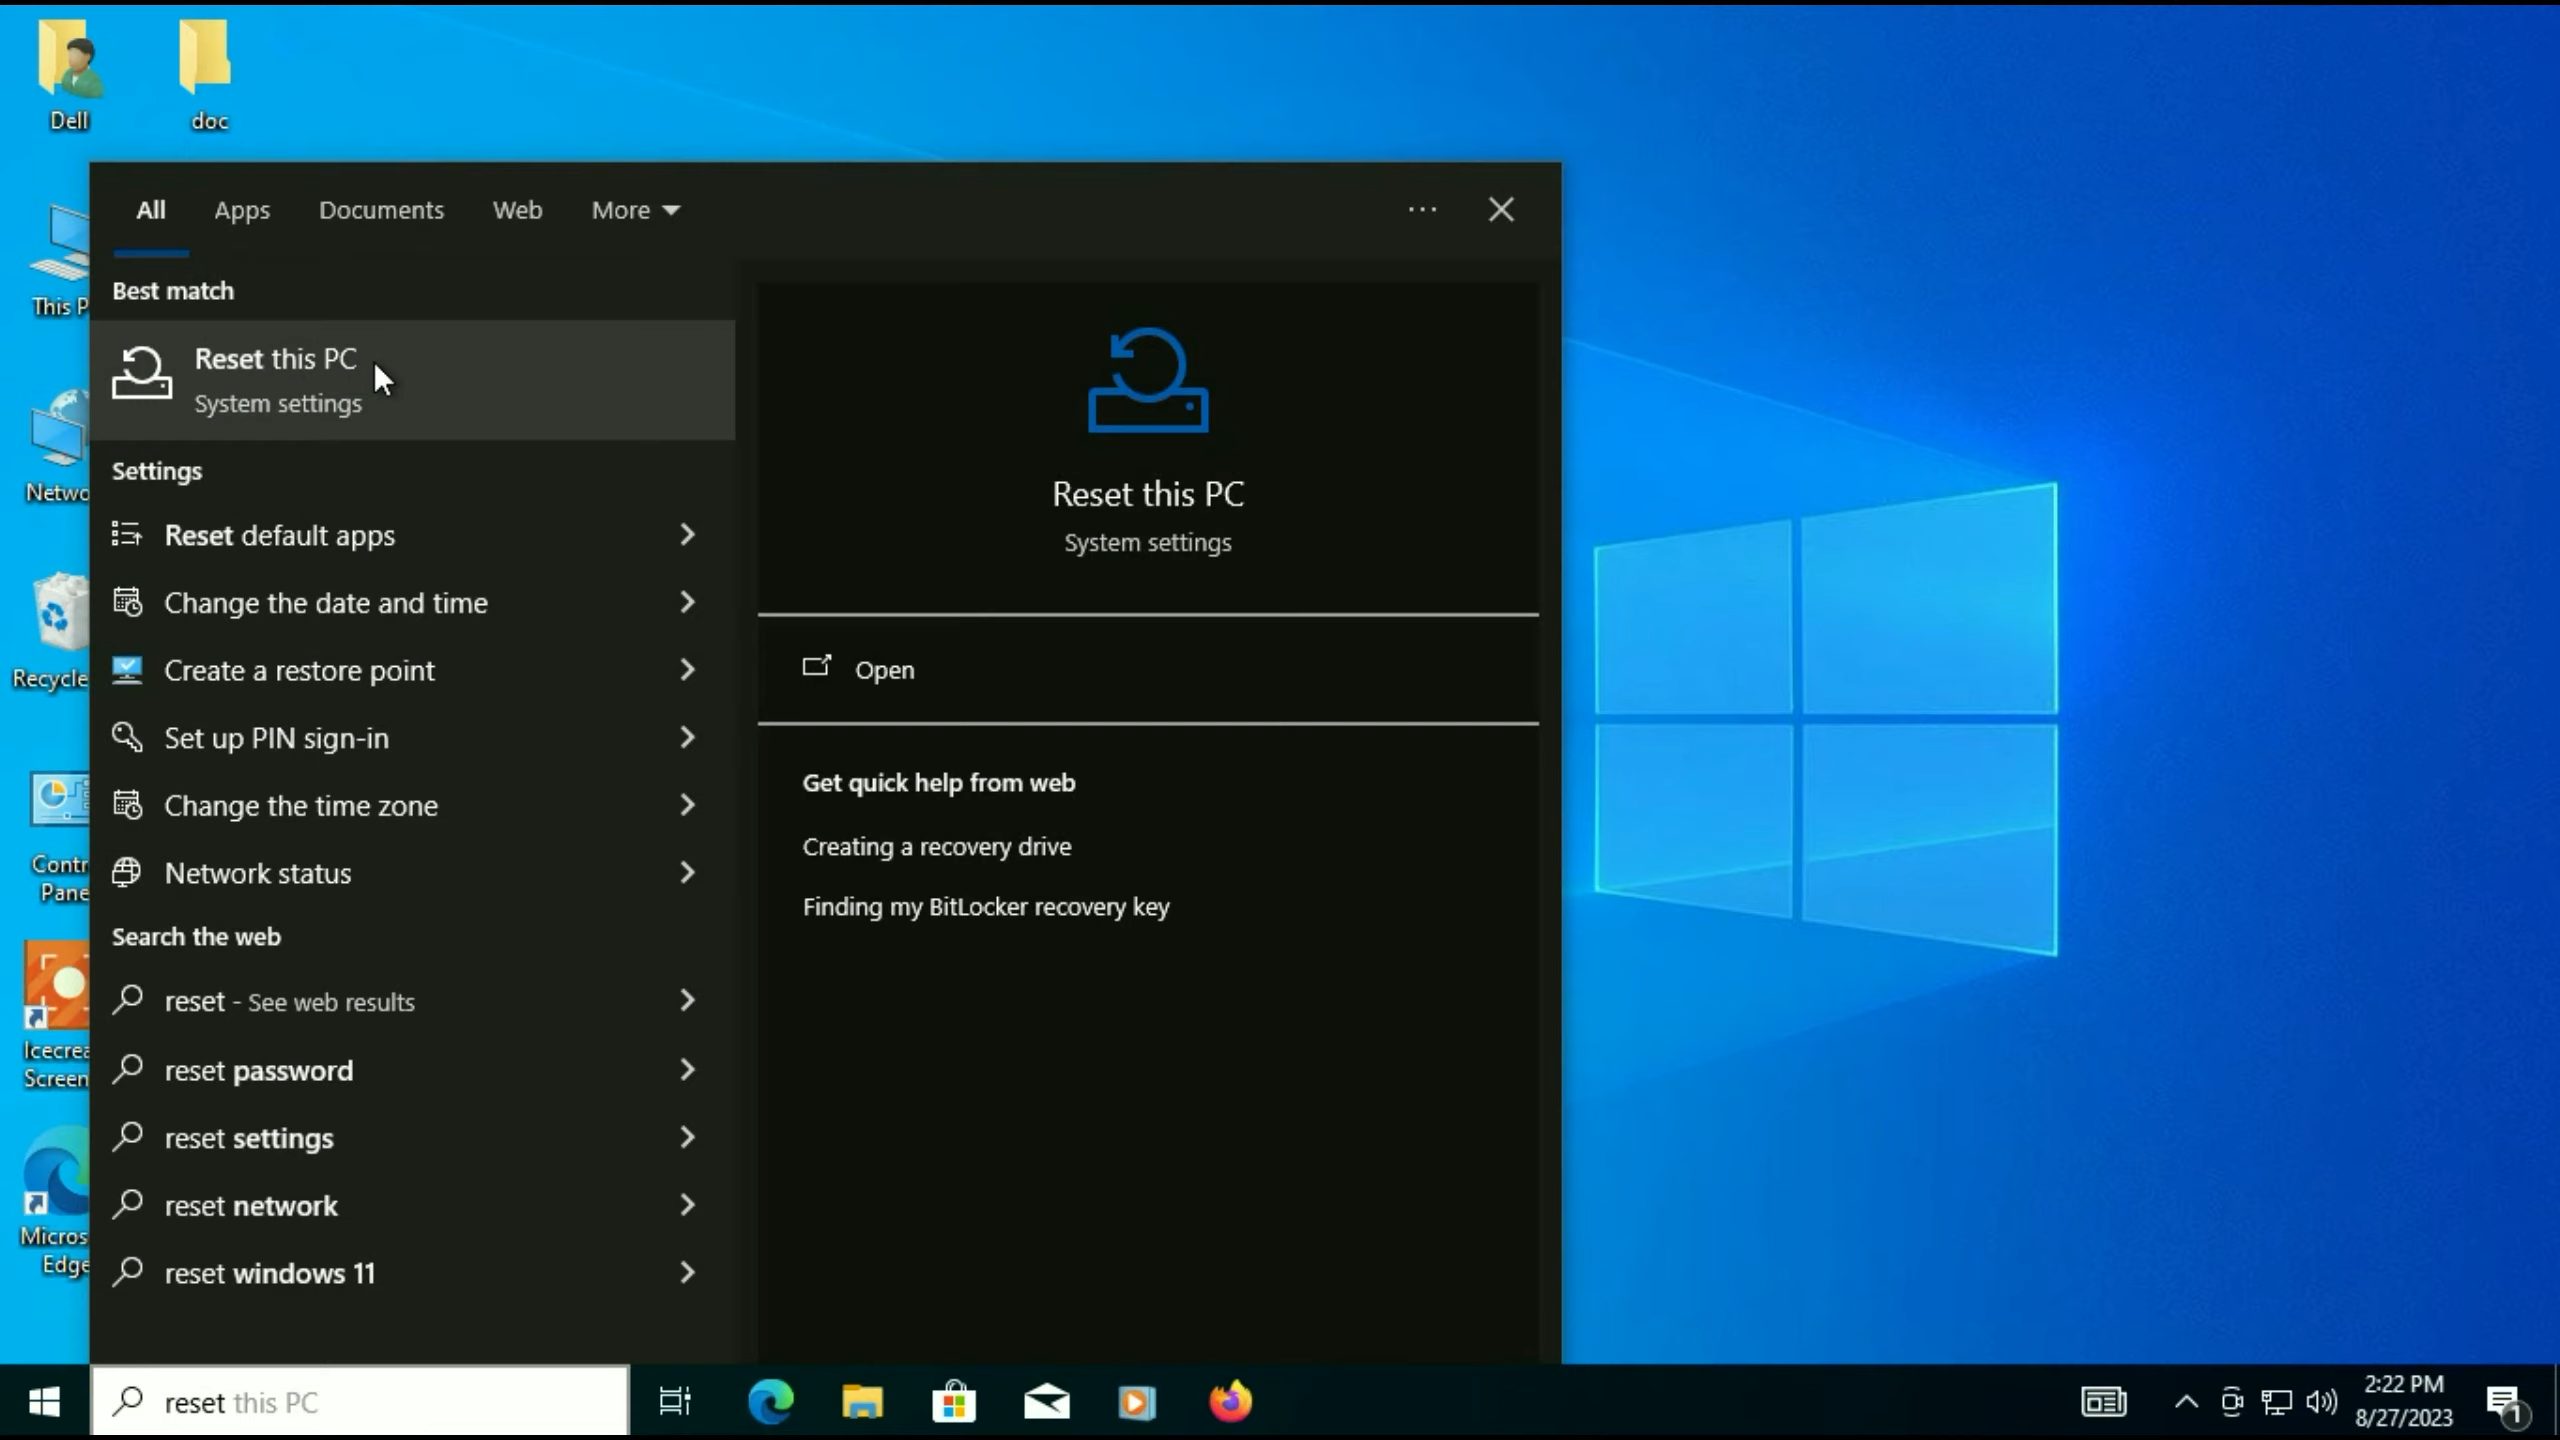 Dell
doc
This P
Netwo
Recycle
Contr
Pane
Icecrea
Screen
Micros
Edge
All
Apps
Documents
Web
More
Best match
Reset this PC
System settings
Settings
Reset default apps
Change the date and time
Create a restore point
Set up PIN sign-in
Change the time zone
Network status
Search the web
reset - See web results
reset password
reset settings
reset network
reset windows 11
Reset this PC
System settings
Open
Get quick help from web
Creating a recovery drive
Finding my BitLocker recovery key
reset this PC
2:22 PM
8/27/2023
1